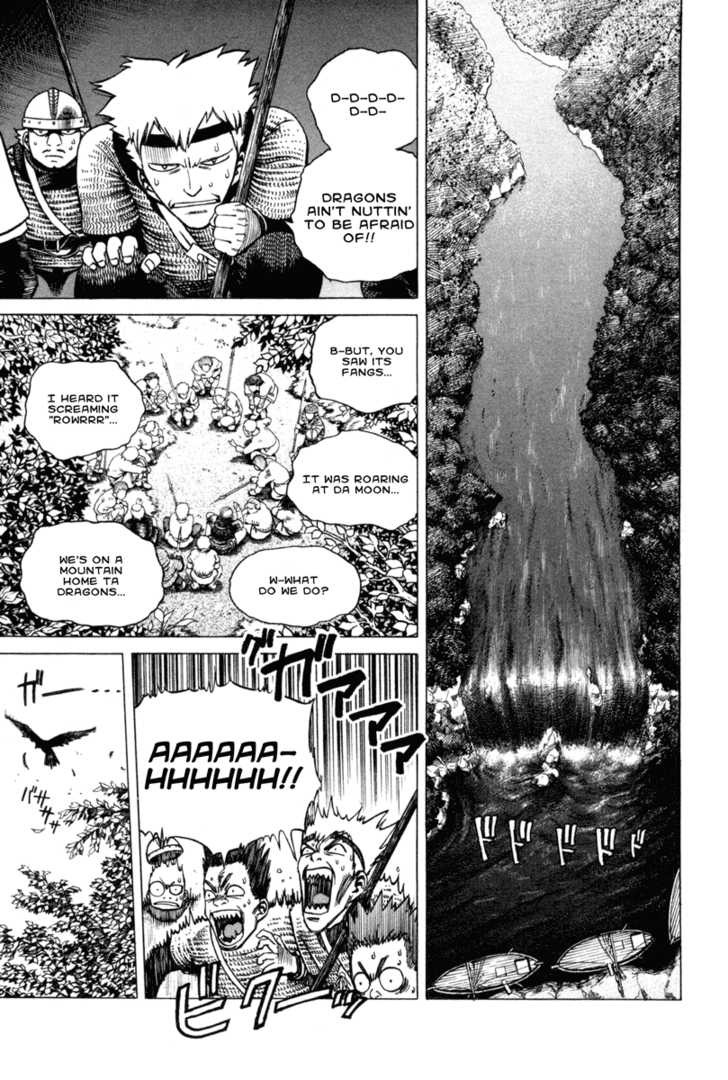 ドドドドド
D-D-D-D-
D-D-
DRAGONS
AIN'T NUTTIN'
TO BE AFRAID
OF!!
B-BUT, YOU
SAW ITS
FANGS...
I HEARD IT
SCREAMING
"ROWRRR"...
IT WAS ROARING
AT DA MOON...
WE'S ON A
MOUNTAIN
HOME TA
DRAGONS...
W-WHAT
DO WE DO?
グガアアア
AAAAAA-
HHHHHH!!
ビクーッ
ガー
バサバサ